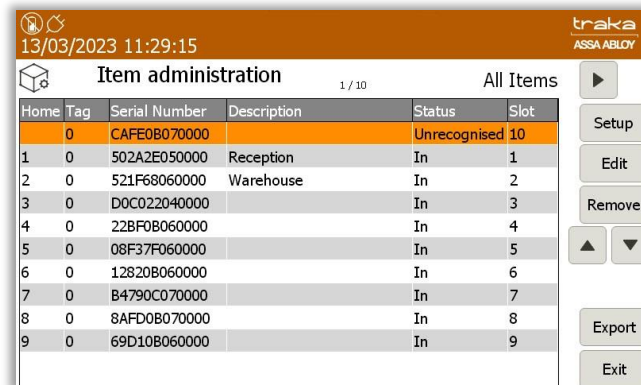 traka
13/03/2023 11:29:15 ASSA ABLOY
Item administration 1 / 10 All Items
Home Tag Serial Number Description Status Slot
0 CAFE0B070000 Unrecognised 10
1 0 502A2E050000 Reception In 1
2 0 521F68060000 Warehouse In 2
3 0 D0C022040000 In 3
4 0 22BF0B060000 In 4
5 0 08F37F060000 In 5
6 0 12820B060000 In 6
7 0 B4790C070000 In 7
8 0 8AFD0B070000 In 8
9 0 69D10B060000 In 9
Setup
Edit
Remove
Export
Exit